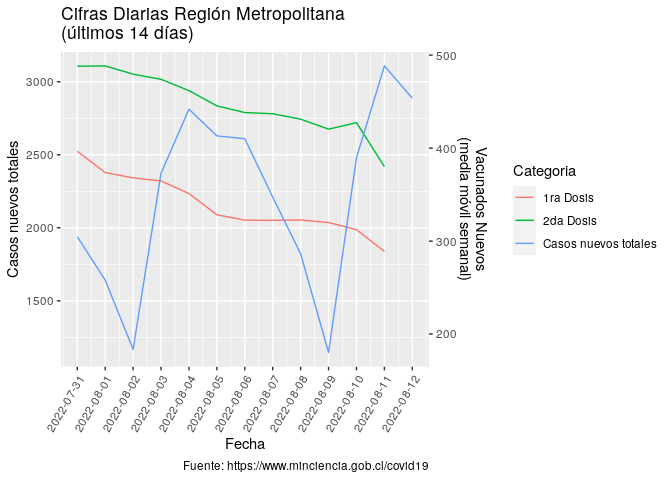 Cifras Diarias Región Metropolitana
(últimos 14 días)
Casos nuevos totales
3000
2500
2000
1500
500
400
300
200
Vacunados Nuevos
(media móvil semanal)
2022-07-31
2022-08-01
2022-08-02
2022-08-03
2022-08-04
2022-08-05
2022-08-06
2022-08-07
2022-08-08
2022-08-09
2022-08-10
2022-08-11
2022-08-12
Fecha
Categoria
1ra Dosis
2da Dosis
Casos nuevos totales
Fuente: https://www.minciencia.gob.cl/covid19